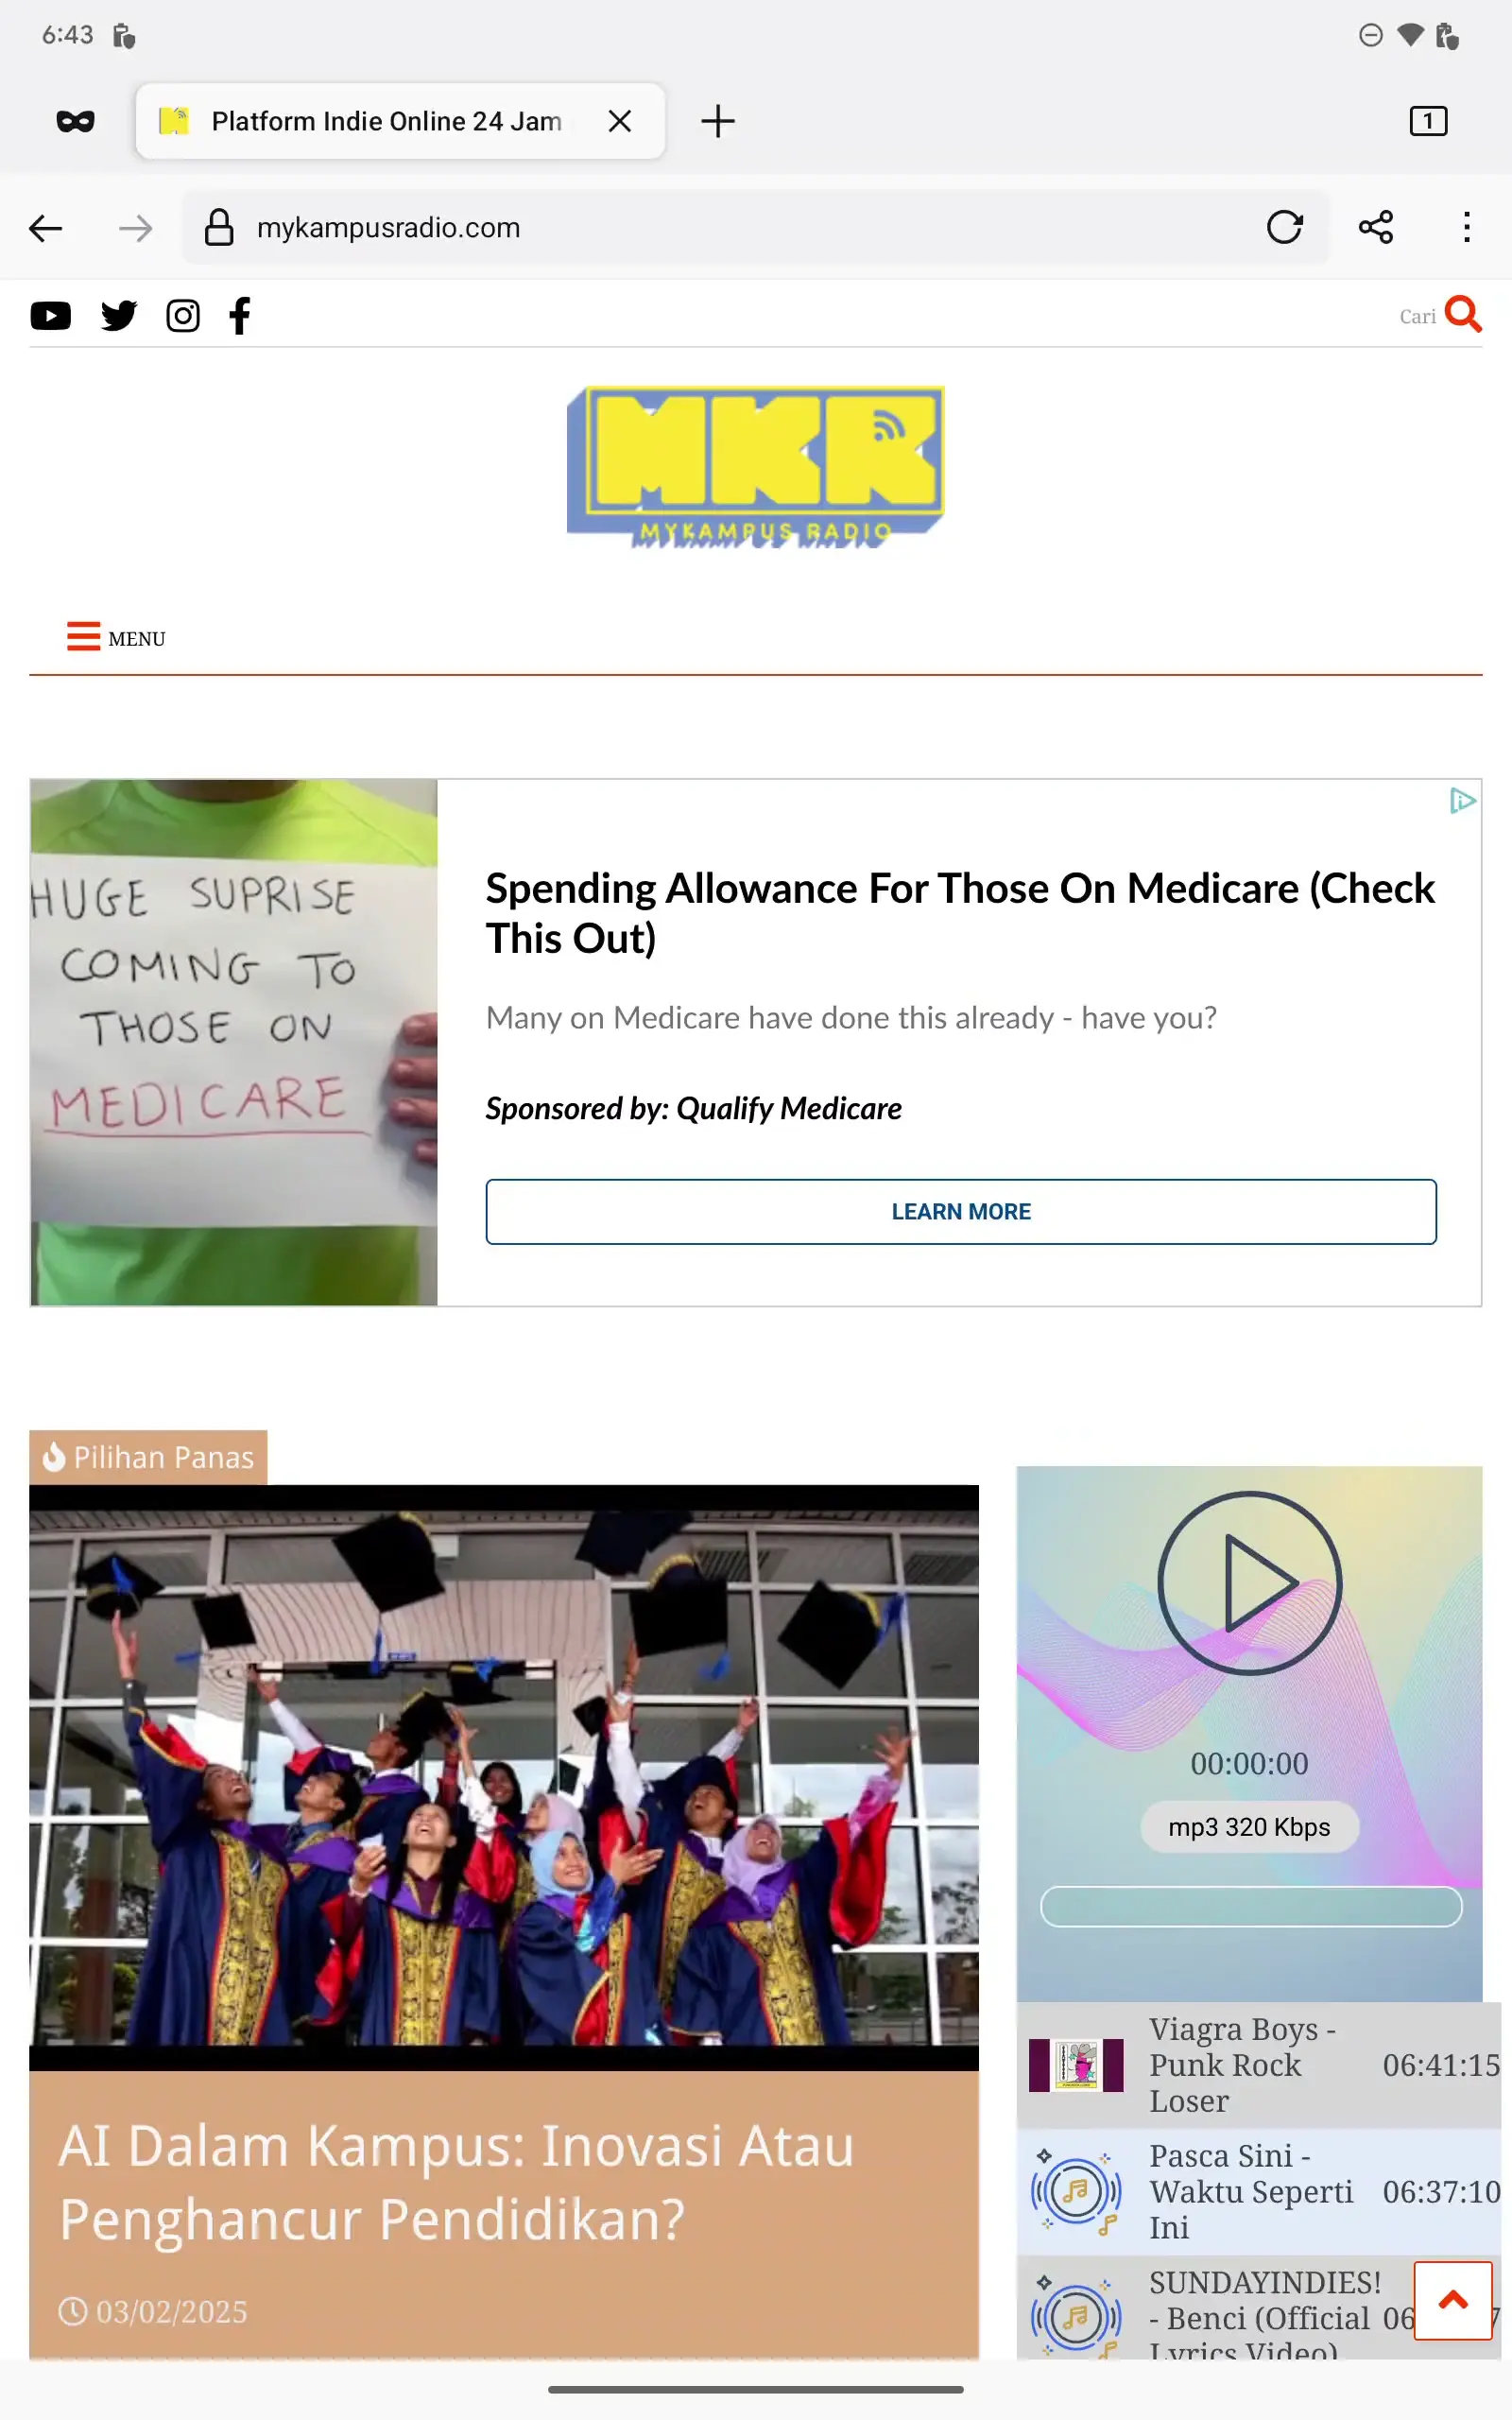 6:43
Platform Indie Online 24 Jam
1
mykampusradio.com
Cari
MKR
MYKAMPUS RADIO
MENU
HUGE SUPRISE
COMING TO
THOSE ON
MEDICARE
Spending Allowance For Those On Medicare (Check
This Out)
Many on Medicare have done this already - have you?
Sponsored by: Qualify Medicare
LEARN MORE
Pilihan Panas
AI Dalam Kampus: Inovasi Atau
Penghancur Pendidikan?
03/02/2025
00:00:00
mp3 320 Kbps
Viagra Boys -
Punk Rock
Loser
06:41:15
Pasca Sini -
Waktu Seperti
Ini
06:37:10
SUNDAYINDIES!
- Benci (Official
Lyrics Video)